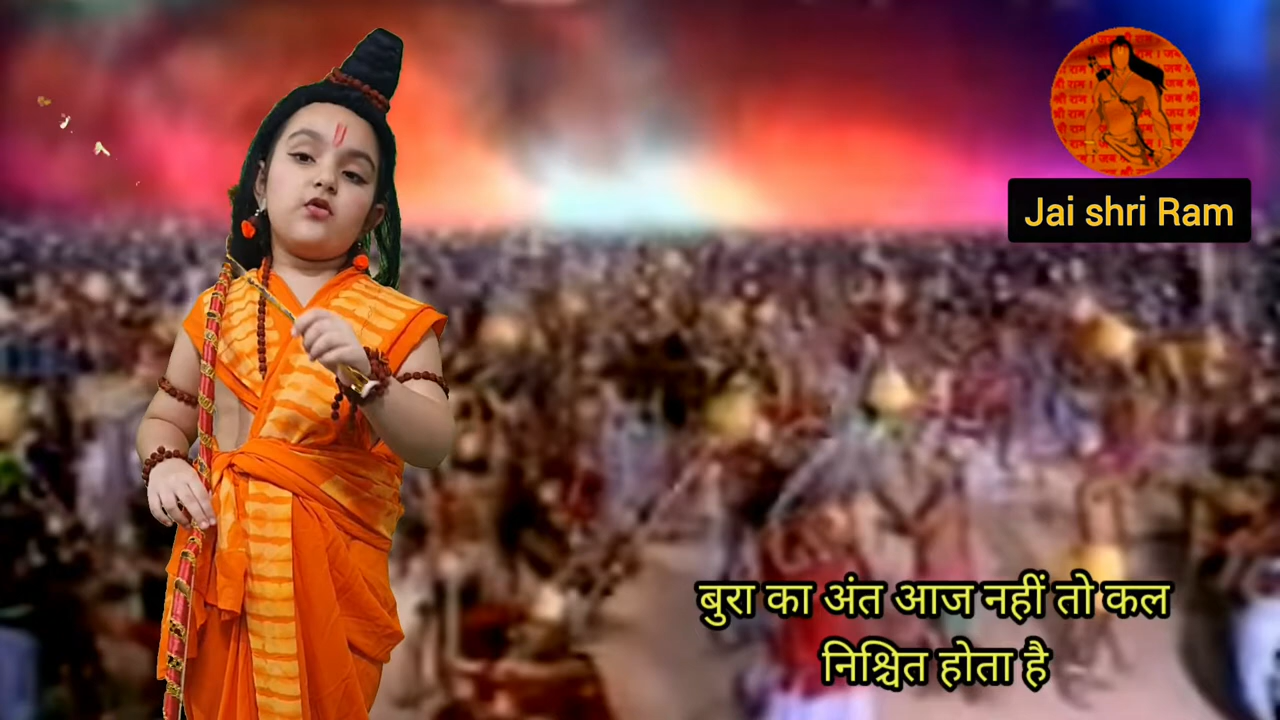 Jai shri Ram
बुरा का अंत आज नहीं तो कल
निश्चित होता है